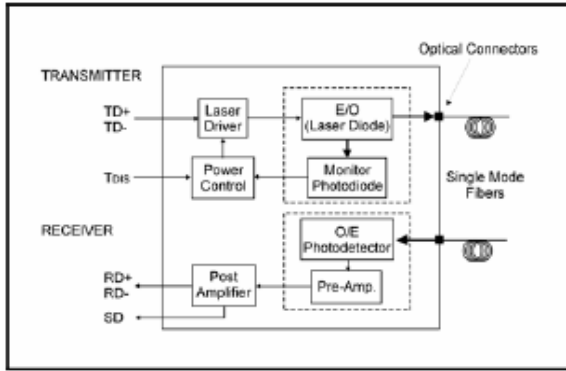 Optical Connectors
TRANSMITTER
TD+
TD-
Laser
Driver
E/O
(Laser Diode)
TDIS
Power
Control
Monitor
Photodiode
Single Mode
Fibers
RECEIVER
O/E
Photodetector
RD+
RD-
Post
Amplifier
Pre-Amp.
SD